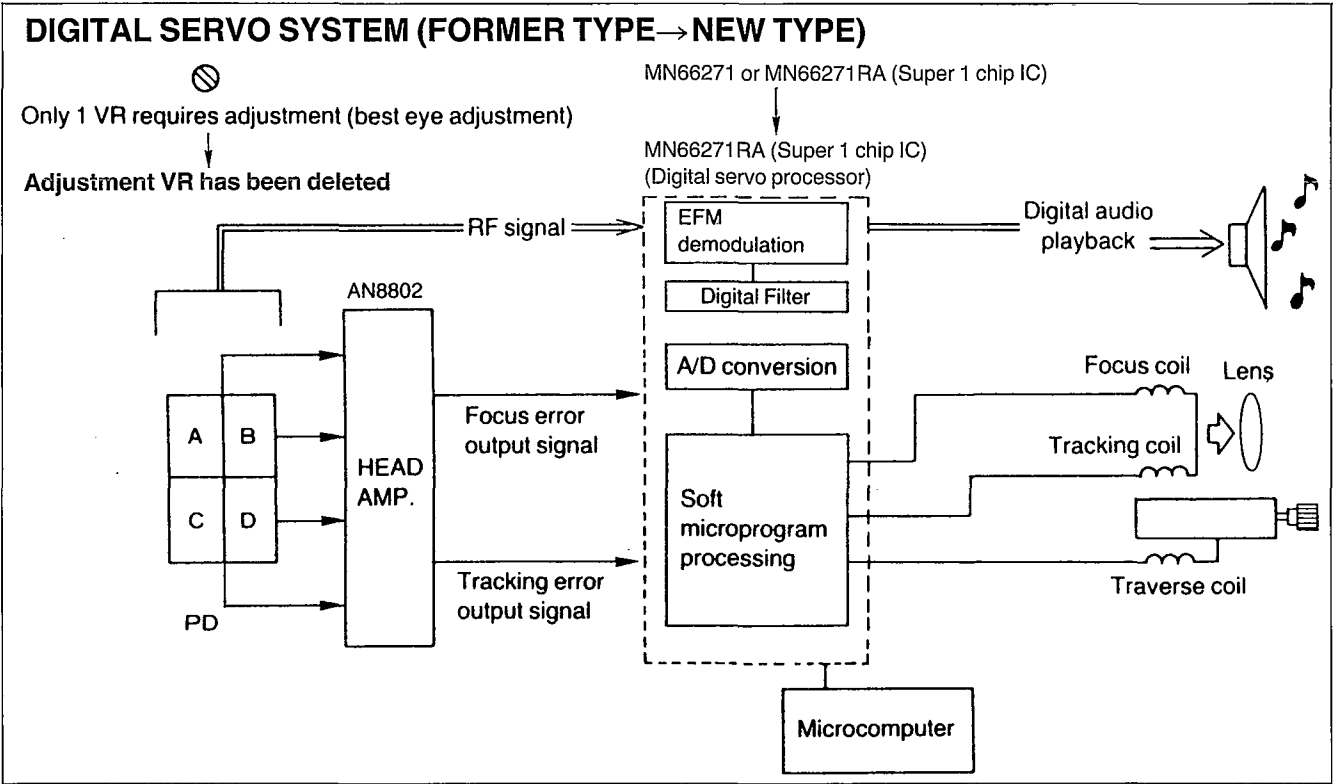 DIGITAL SERVO SYSTEM (FORMER TYPE→NEW TYPE)
Only 1 VR requires adjustment (best eye adjustment)
Adjustment VR has been deleted
MN66271 or MN66271RA (Super 1 chip IC)
MN66271RA (Super 1 chip IC)
(Digital servo processor)
RF signal
EFM
demodulation
Digital Filter
Digital audio
playback
AN8802
A/D conversion
A B
C D
PD
HEAD
AMP.
Focus error
output signal
Tracking error
output signal
Soft
microprogram
processing
Focus coil
Lens
Tracking coil
Traverse coil
Microcomputer